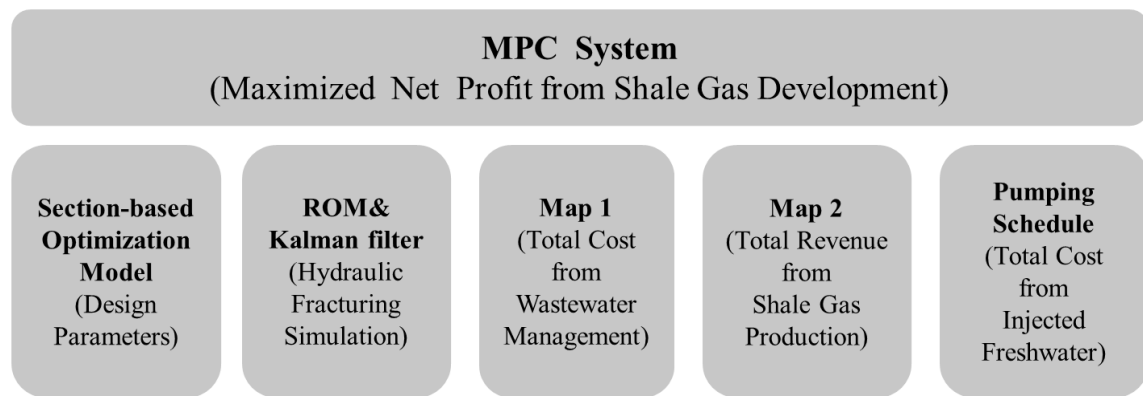 MPC System
(Maximized Net Profit from Shale Gas Development)
Section-based
Optimization
Model
(Design
Parameters)
ROM&
Kalman filter
(Hydraulic
Fracturing
Simulation)
Map 1
(Total Cost
from
Wastewater
Management)
Map 2
(Total Revenue
from
Shale Gas
Production)
Pumping
Schedule
(Total Cost
from
Injected
Freshwater)